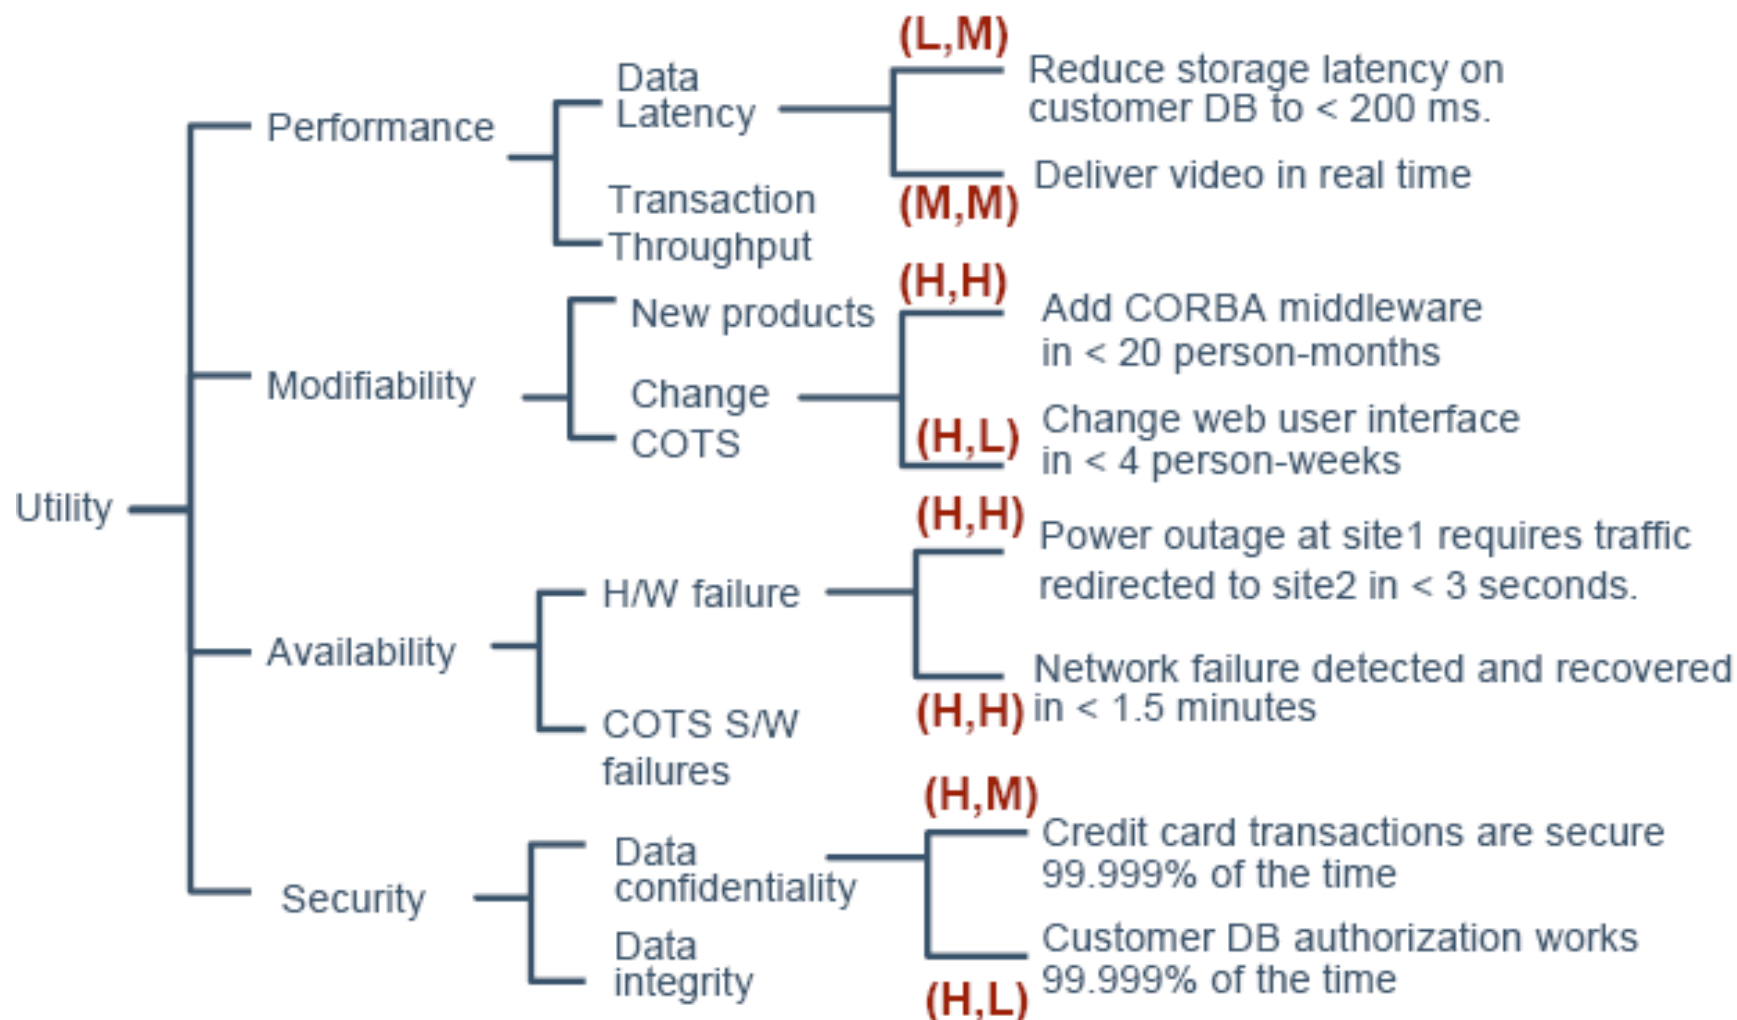 Utility
Performance
Data
Latency
(L,M)
Reduce storage latency on
customer DB to < 200 ms.
Deliver video in real time
(M,M)
Transaction
Throughput
Modifiability
New products
Change
COTS
(H,H)
Add CORBA middleware
in < 20 person-months
(H,L)
Change web user interface
in < 4 person-weeks
Availability
H/W failure
(H,H)
Power outage at site1 requires traffic
redirected to site2 in < 3 seconds.
Network failure detected and recovered
in < 1.5 minutes
(H,H)
COTS S/W
failures
Security
Data
confidentiality
(H,M)
Credit card transactions are secure
99.999% of the time
Customer DB authorization works
99.999% of the time
(H,L)
Data
integrity